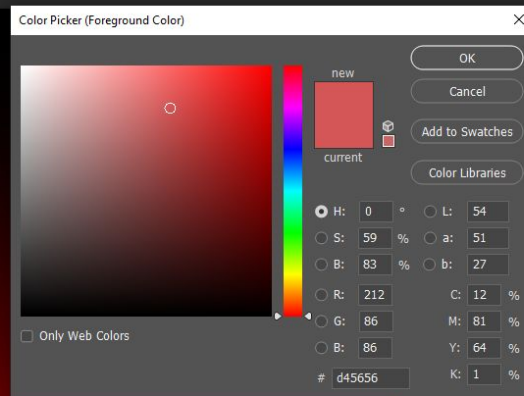 Color Picker (Foreground Color)
new
current
OK
Cancel
Add to Swatches
Color Libraries
H: 0 °
S: 59 %
B: 83 %
R: 212
G: 86
B: 86
# d45656
L: 54
a: 51
b: 27
C: 12 %
M: 81 %
Y: 64 %
K: 1 %
Only Web Colors